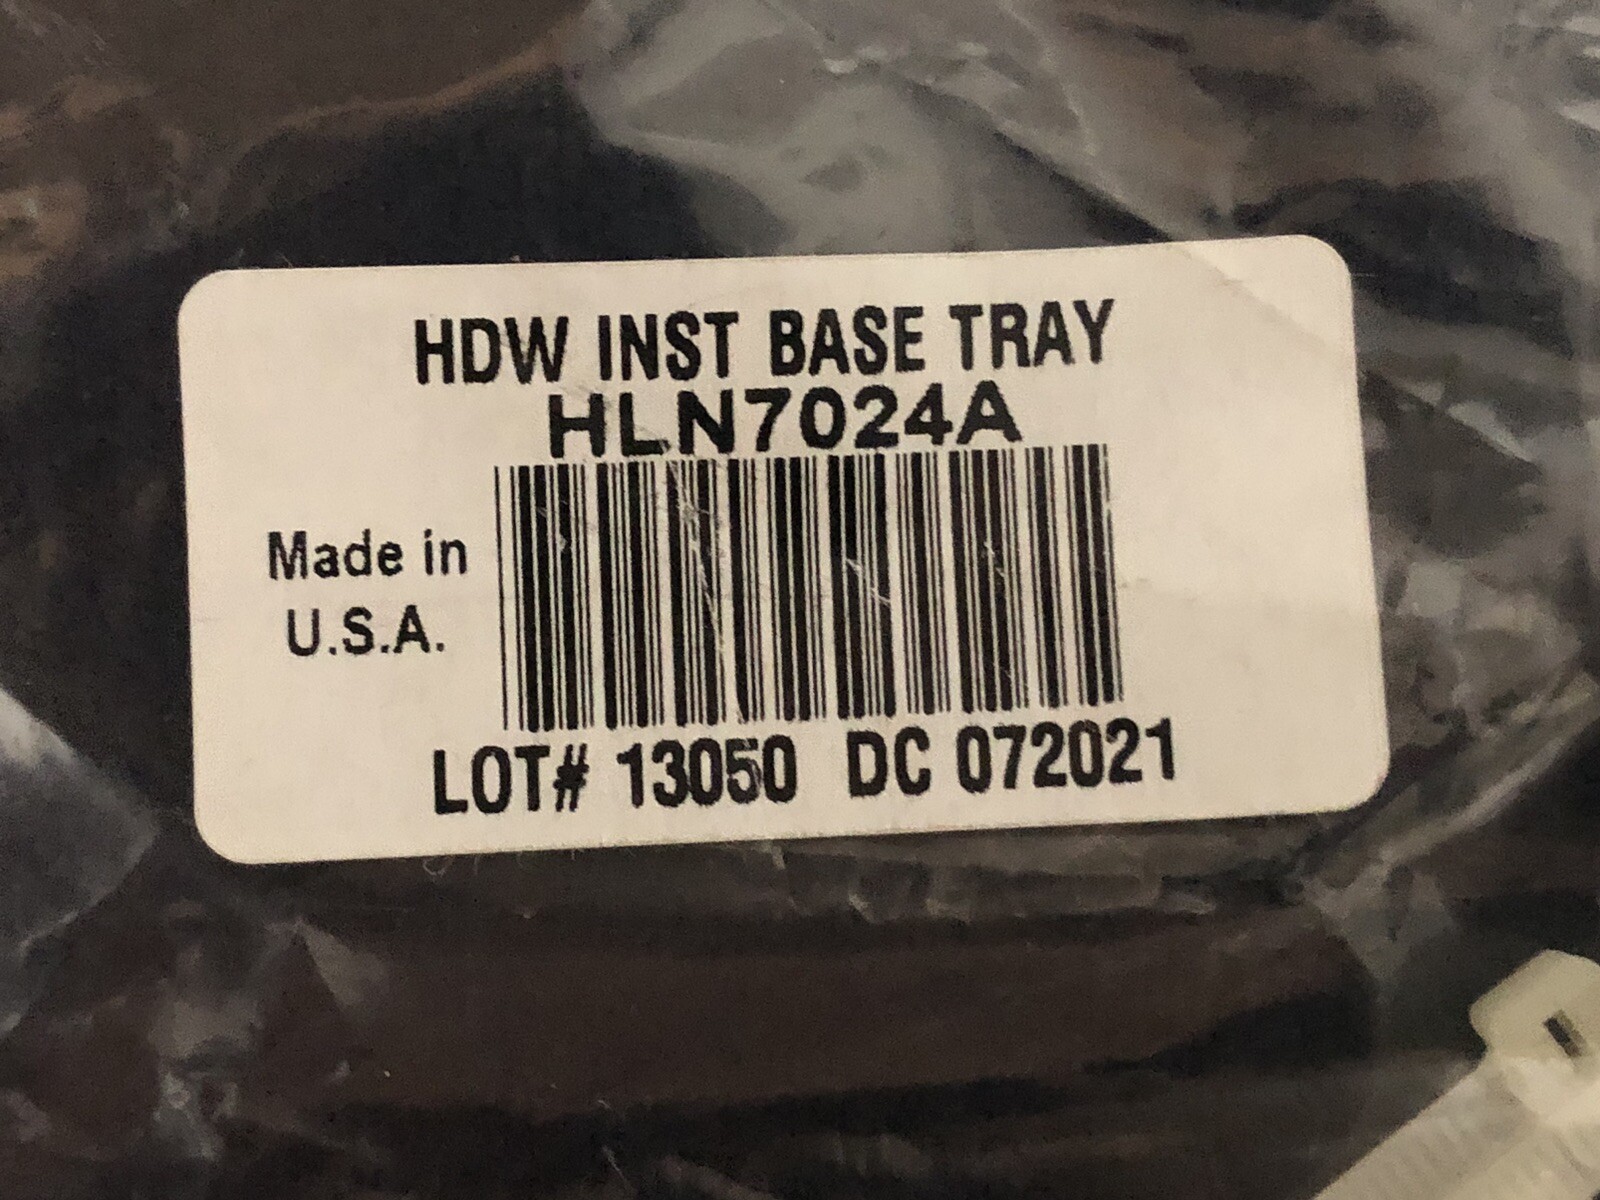 HDW INST BASE TRAY
HLN7024A
Made in
U.S.A.
LOT# 13050 DC 072021